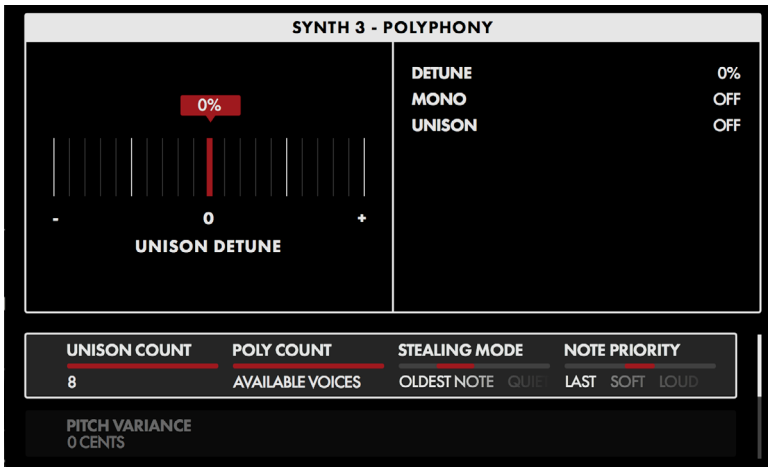 SYNTH 3 - POLYPHONY
0%
- 0 +
UNISON DETUNE
DETUNE 0%
MONO OFF
UNISON OFF
UNISON COUNT POLY COUNT STEALING MODE NOTE PRIORITY
8 AVAILABLE VOICES OLDEST NOTE QUIE LAST SOFT LOUD
PITCH VARIANCE
0 CENTS